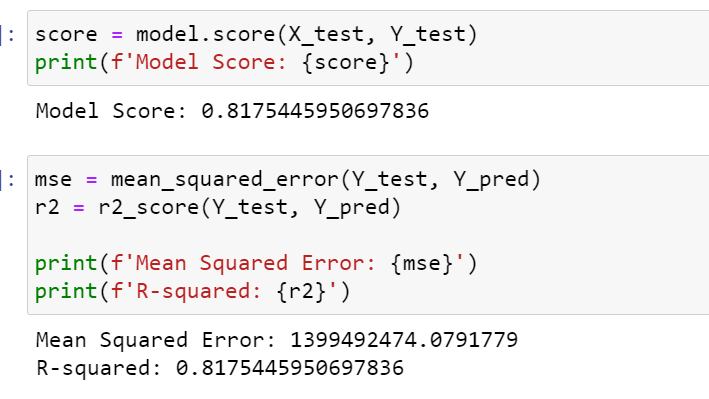 ]: score = model.score(X_test, Y_test)
print(f'Model Score: {score}')
Model Score: 0.8175445950697836
]: mse = mean_squared_error(Y_test, Y_pred)
r2 = r2_score(Y_test, Y_pred)
print(f'Mean Squared Error: {mse}')
print(f'R-squared: {r2}')
Mean Squared Error: 1399492474.0791779
R-squared: 0.8175445950697836